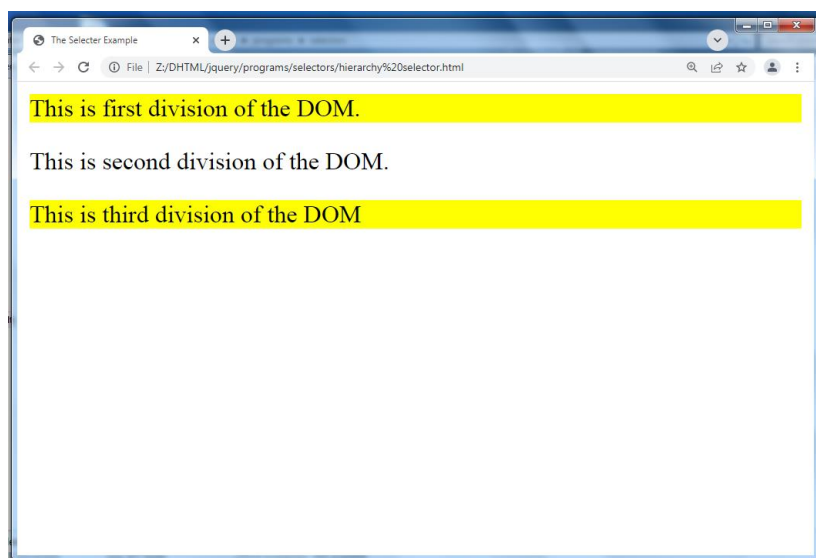 The Selecter Example
File | Z:/DHTML/jquery/programs/selectors/hierarchy%20selector.html
This is first division of the DOM.
This is second division of the DOM.
This is third division of the DOM